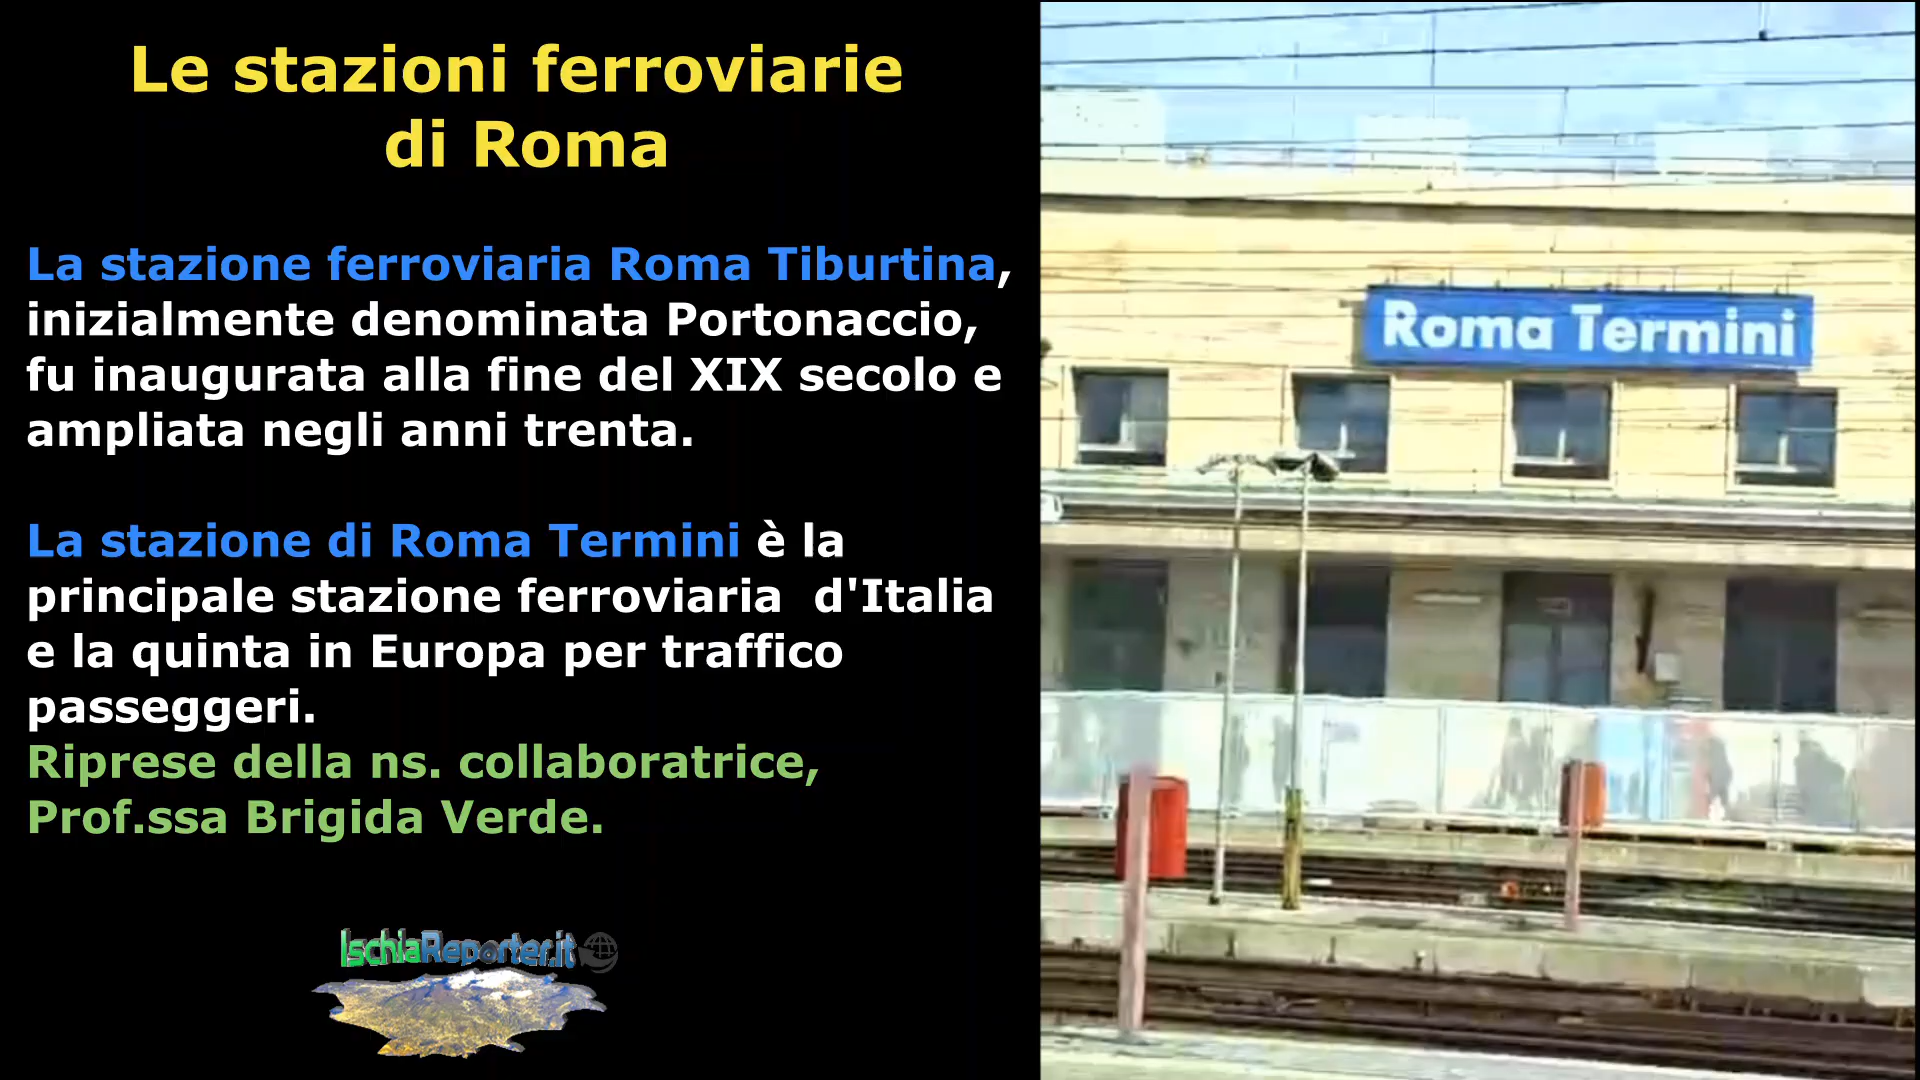 Le stazioni ferroviarie
di Roma
La stazione ferroviaria Roma Tiburtina,
inizialmente denominata Portonaccio,
fu inaugurata alla fine del XIX secolo e
ampliata negli anni trenta.
La stazione di Roma Termini è la
principale stazione ferroviaria  d'Italia
e la quinta in Europa per traffico
passeggeri.
Riprese della ns. collaboratrice,
Prof.ssa Brigida Verde.
IschiaReporter.it
Roma Termini